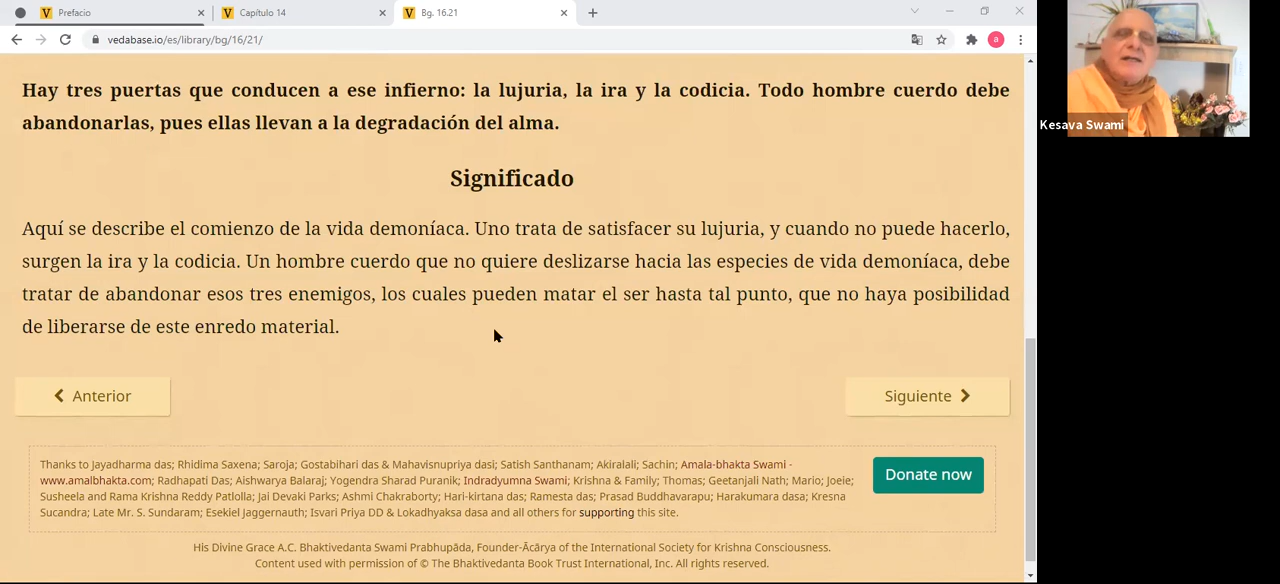 Prefacio
Capítulo 14
Bg. 16.21
vedabase.io/es/library/bg/16/21/
a
Hay tres puertas que conducen a ese infierno: la lujuria, la ira y la codicia. Todo hombre cuerdo debe
abandonarlas, pues ellas llevan a la degradación del alma.
Significado
Aquí se describe el comienzo de la vida demoníaca. Uno trata de satisfacer su lujuria, y cuando no puede hacerlo,
surgen la ira y la codicia. Un hombre cuerdo que no quiere deslizarse hacia las especies de vida demoníaca, debe
tratar de abandonar esos tres enemigos, los cuales pueden matar el ser hasta tal punto, que no haya posibilidad
de liberarse de este enredo material.
Anterior
Siguiente
Thanks to Jayadharma das; Rhidima Saxena; Saroja; Gostabihari das & Mahavisnupriya dasi; Satish Santhanam; Akiralali; Sachin; Amala-bhakta Swami -
www.amalbhakta.com; Radhapati Das; Aishwarya Balaraj; Yogendra Sharad Puranik; Indradyumna Swami; Krishna & Family; Thomas; Geetanjali Nath; Mario; Joeie;
Susheela and Rama Krishna Reddy Patlolla; Jai Devaki Parks; Ashmi Chakraborty; Hari-kirtana das; Ramesta das; Prasad Buddhavarapu; Harakumara dasa; Kresna
Sucandra; Late Mr. S. Sundaram; Esekiel Jaggernauth; Isvari Priya DD & Lokadhyaksa dasa and all others for supporting this site.
Donate now
His Divine Grace A.C. Bhaktivedanta Swami Prabhupāda, Founder-Ācārya of the International Society for Krishna Consciousness.
Content used with permission of © The Bhaktivedanta Book Trust International, Inc. All rights reserved.
Kesava Swami